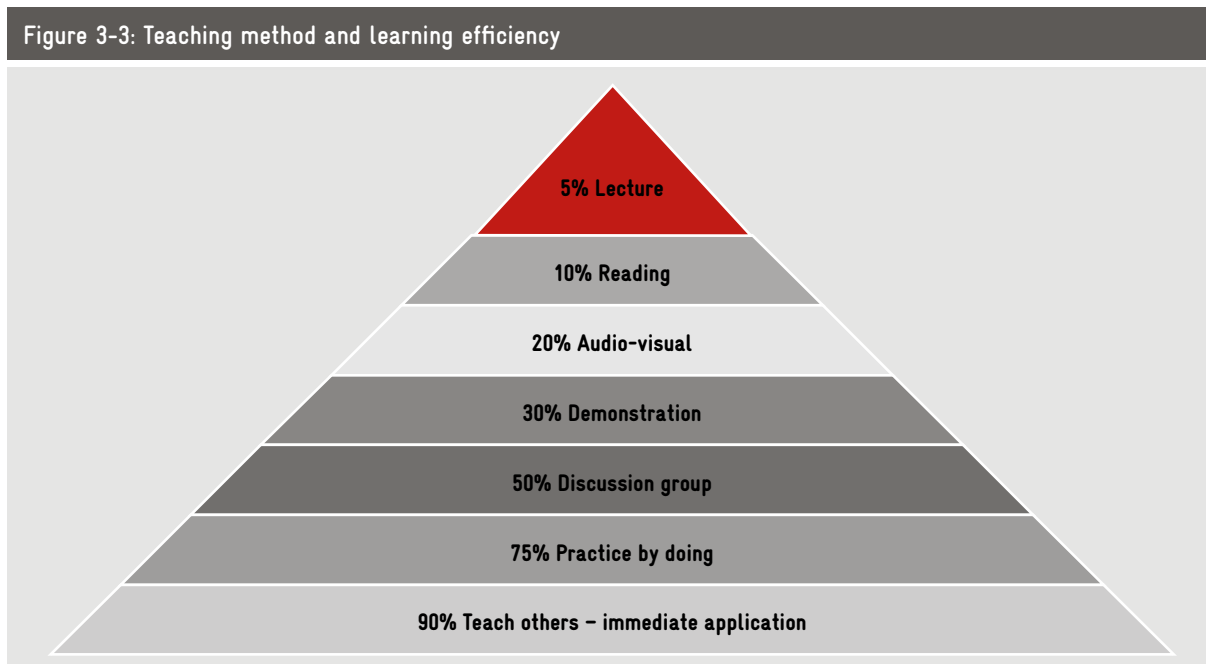 Figure 3-3: Teaching method and learning efficiency
5% Lecture
10% Reading
20% Audio-visual
30% Demonstration
50% Discussion group
75% Practice by doing
90% Teach others – immediate application